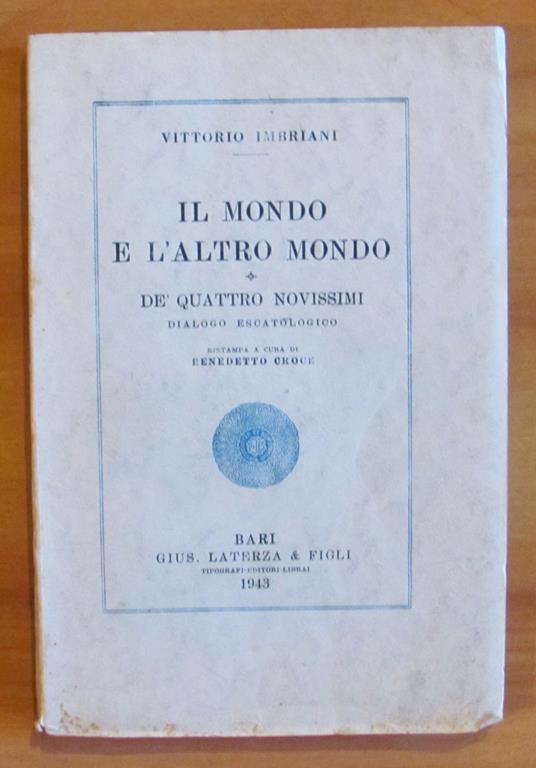 VITTORIO IMBRIANI
IL MONDO
E L'ALTRO MONDO
DE' QUATTRO NOVISSIMI
DIALOGO ESCATOLOGICO
RISTAMPA A CURA DI
BENEDETTO CROCE
BARI
GIUS. LATERZA & FIGLI
TIPOGRAFI-EDITORI-LIBRAI
1943